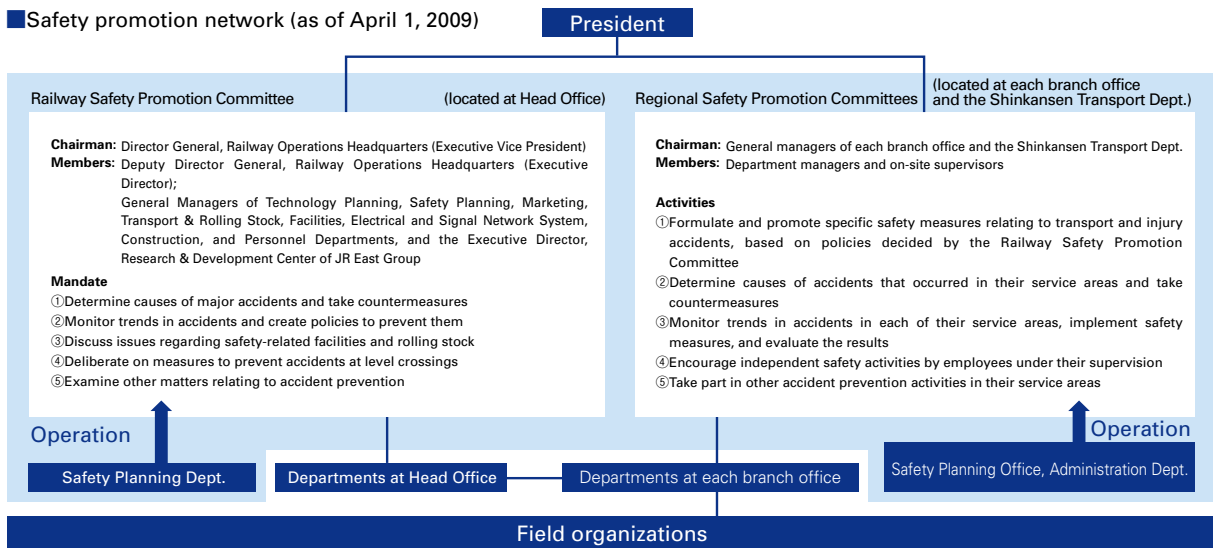 ■Safety promotion network (as of April 1, 2009)
President
Railway Safety Promotion Committee
(located at Head Office)
Chairman: Director General, Railway Operations Headquarters (Executive Vice President)
Members: Deputy Director General, Railway Operations Headquarters (Executive
Director);
General Managers of Technology Planning, Safety Planning, Marketing,
Transport & Rolling Stock, Facilities, Electrical and Signal Network System,
Construction, and Personnel Departments, and the Executive Director,
Research & Development Center of JR East Group
Mandate
①Determine causes of major accidents and take countermeasures
②Monitor trends in accidents and create policies to prevent them
③Discuss issues regarding safety-related facilities and rolling stock
④Deliberate on measures to prevent accidents at level crossings
⑤Examine other matters relating to accident prevention
Operation
Safety Planning Dept.
Departments at Head Office
Regional Safety Promotion Committees
(located at each branch office
and the Shinkansen Transport Dept.)
Chairman: General managers of each branch office and the Shinkansen Transport Dept.
Members: Department managers and on-site supervisors
Activities
①Formulate and promote specific safety measures relating to transport and injury
accidents, based on policies decided by the Railway Safety Promotion
Committee
②Determine causes of accidents that occurred in their service areas and take
countermeasures
③Monitor trends in accidents in each of their service areas, implement safety
measures, and evaluate the results
④Encourage independent safety activities by employees under their supervision
⑤Take part in other accident prevention activities in their service areas
Operation
Departments at each branch office
Safety Planning Office, Administration Dept.
Field organizations